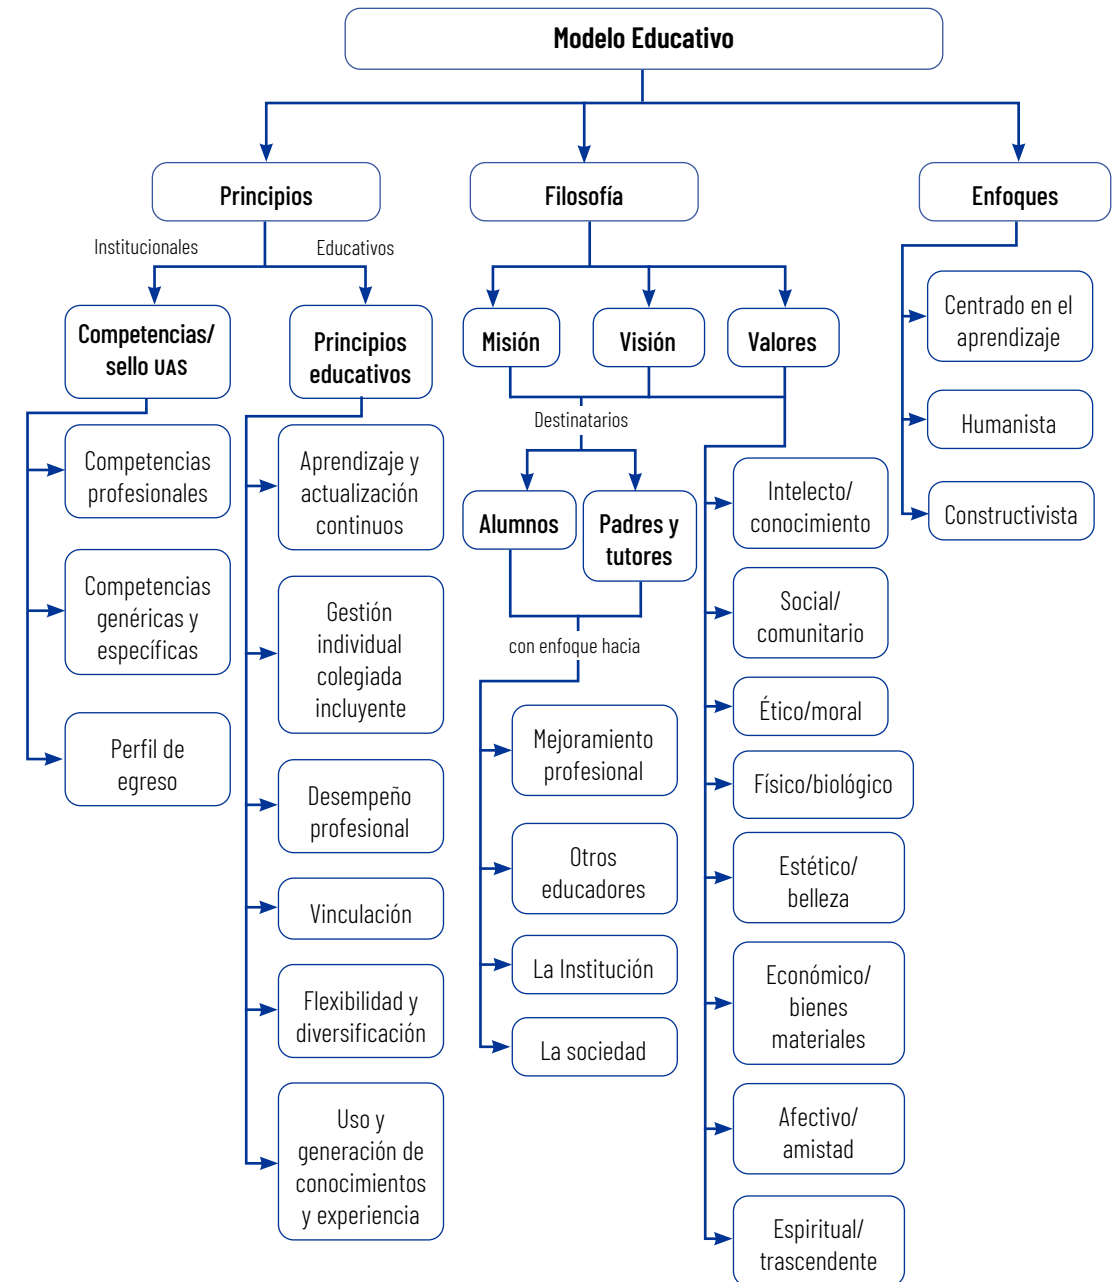 Modelo Educativo
Principios
Filosofía
Enfoques
Institucionales
Educativos
Competencias/
sello UAS
Principios
educativos
Misión
Visión
Valores
Competencias
profesionales
Competencias
genéricas y
específicas
Perfil de
egreso
Aprendizaje y
actualización
continuos
Gestión
individual
colegiada
incluyente
Desempeño
profesional
Vinculación
Flexibilidad y
diversificación
Uso y
generación de
conocimientos
y experiencia
Destinatarios
Alumnos
Padres y
tutores
con enfoque hacia
Mejoramiento
profesional
Otros
educadores
La Institución
La sociedad
Intelecto/
conocimiento
Social/
comunitario
Ético/moral
Físico/biológico
Estético/
belleza
Económico/
bienes
materiales
Afectivo/
amistad
Espiritual/
trascendente
Centrado en el
aprendizaje
Humanista
Constructivista